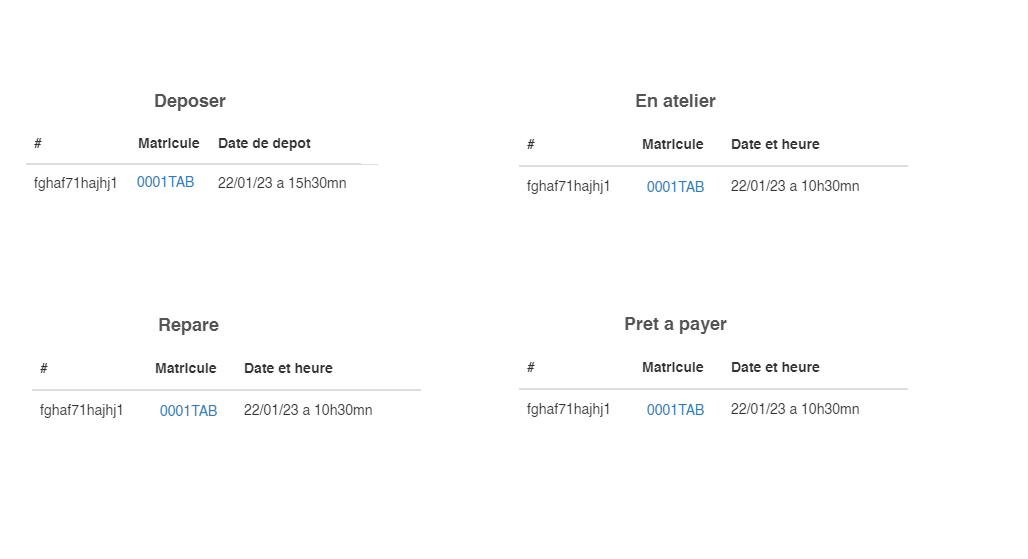 Deposer
# Matricule Date de depot
fghaf71hajhj1 0001TAB 22/01/23 a 15h30mn
En atelier
# Matricule Date et heure
fghaf71hajhj1 0001TAB 22/01/23 a 10h30mn
Repare
# Matricule Date et heure
fghaf71hajhj1 0001TAB 22/01/23 a 10h30mn
Pret a payer
# Matricule Date et heure
fghaf71hajhj1 0001TAB 22/01/23 a 10h30mn